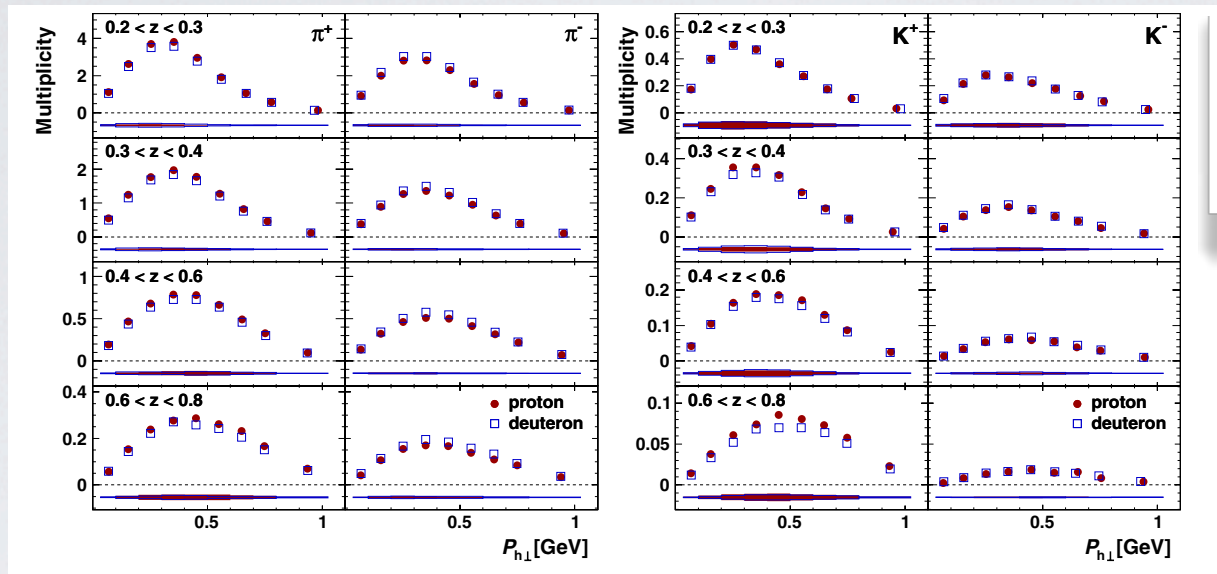 0.2 < z < 0.3 π+ π-
Multiplicity
4
2
0
0.3 < z < 0.4
2
1
0
0.4 < z < 0.6
1
0.5
0
0.6 < z < 0.8
0.4
0.2
0
proton
deuteron
0.5 1 0.5 1
Ph⊥[GeV]
0.2 < z < 0.3 K+ K-
Multiplicity
0.6
0.4
0.2
0
0.3 < z < 0.4
0.4
0.2
0
0.4 < z < 0.6
0.2
0.1
0
0.6 < z < 0.8
0.1
0.05
0
proton
deuteron
0.5 1 0.5 1
Ph⊥[GeV]